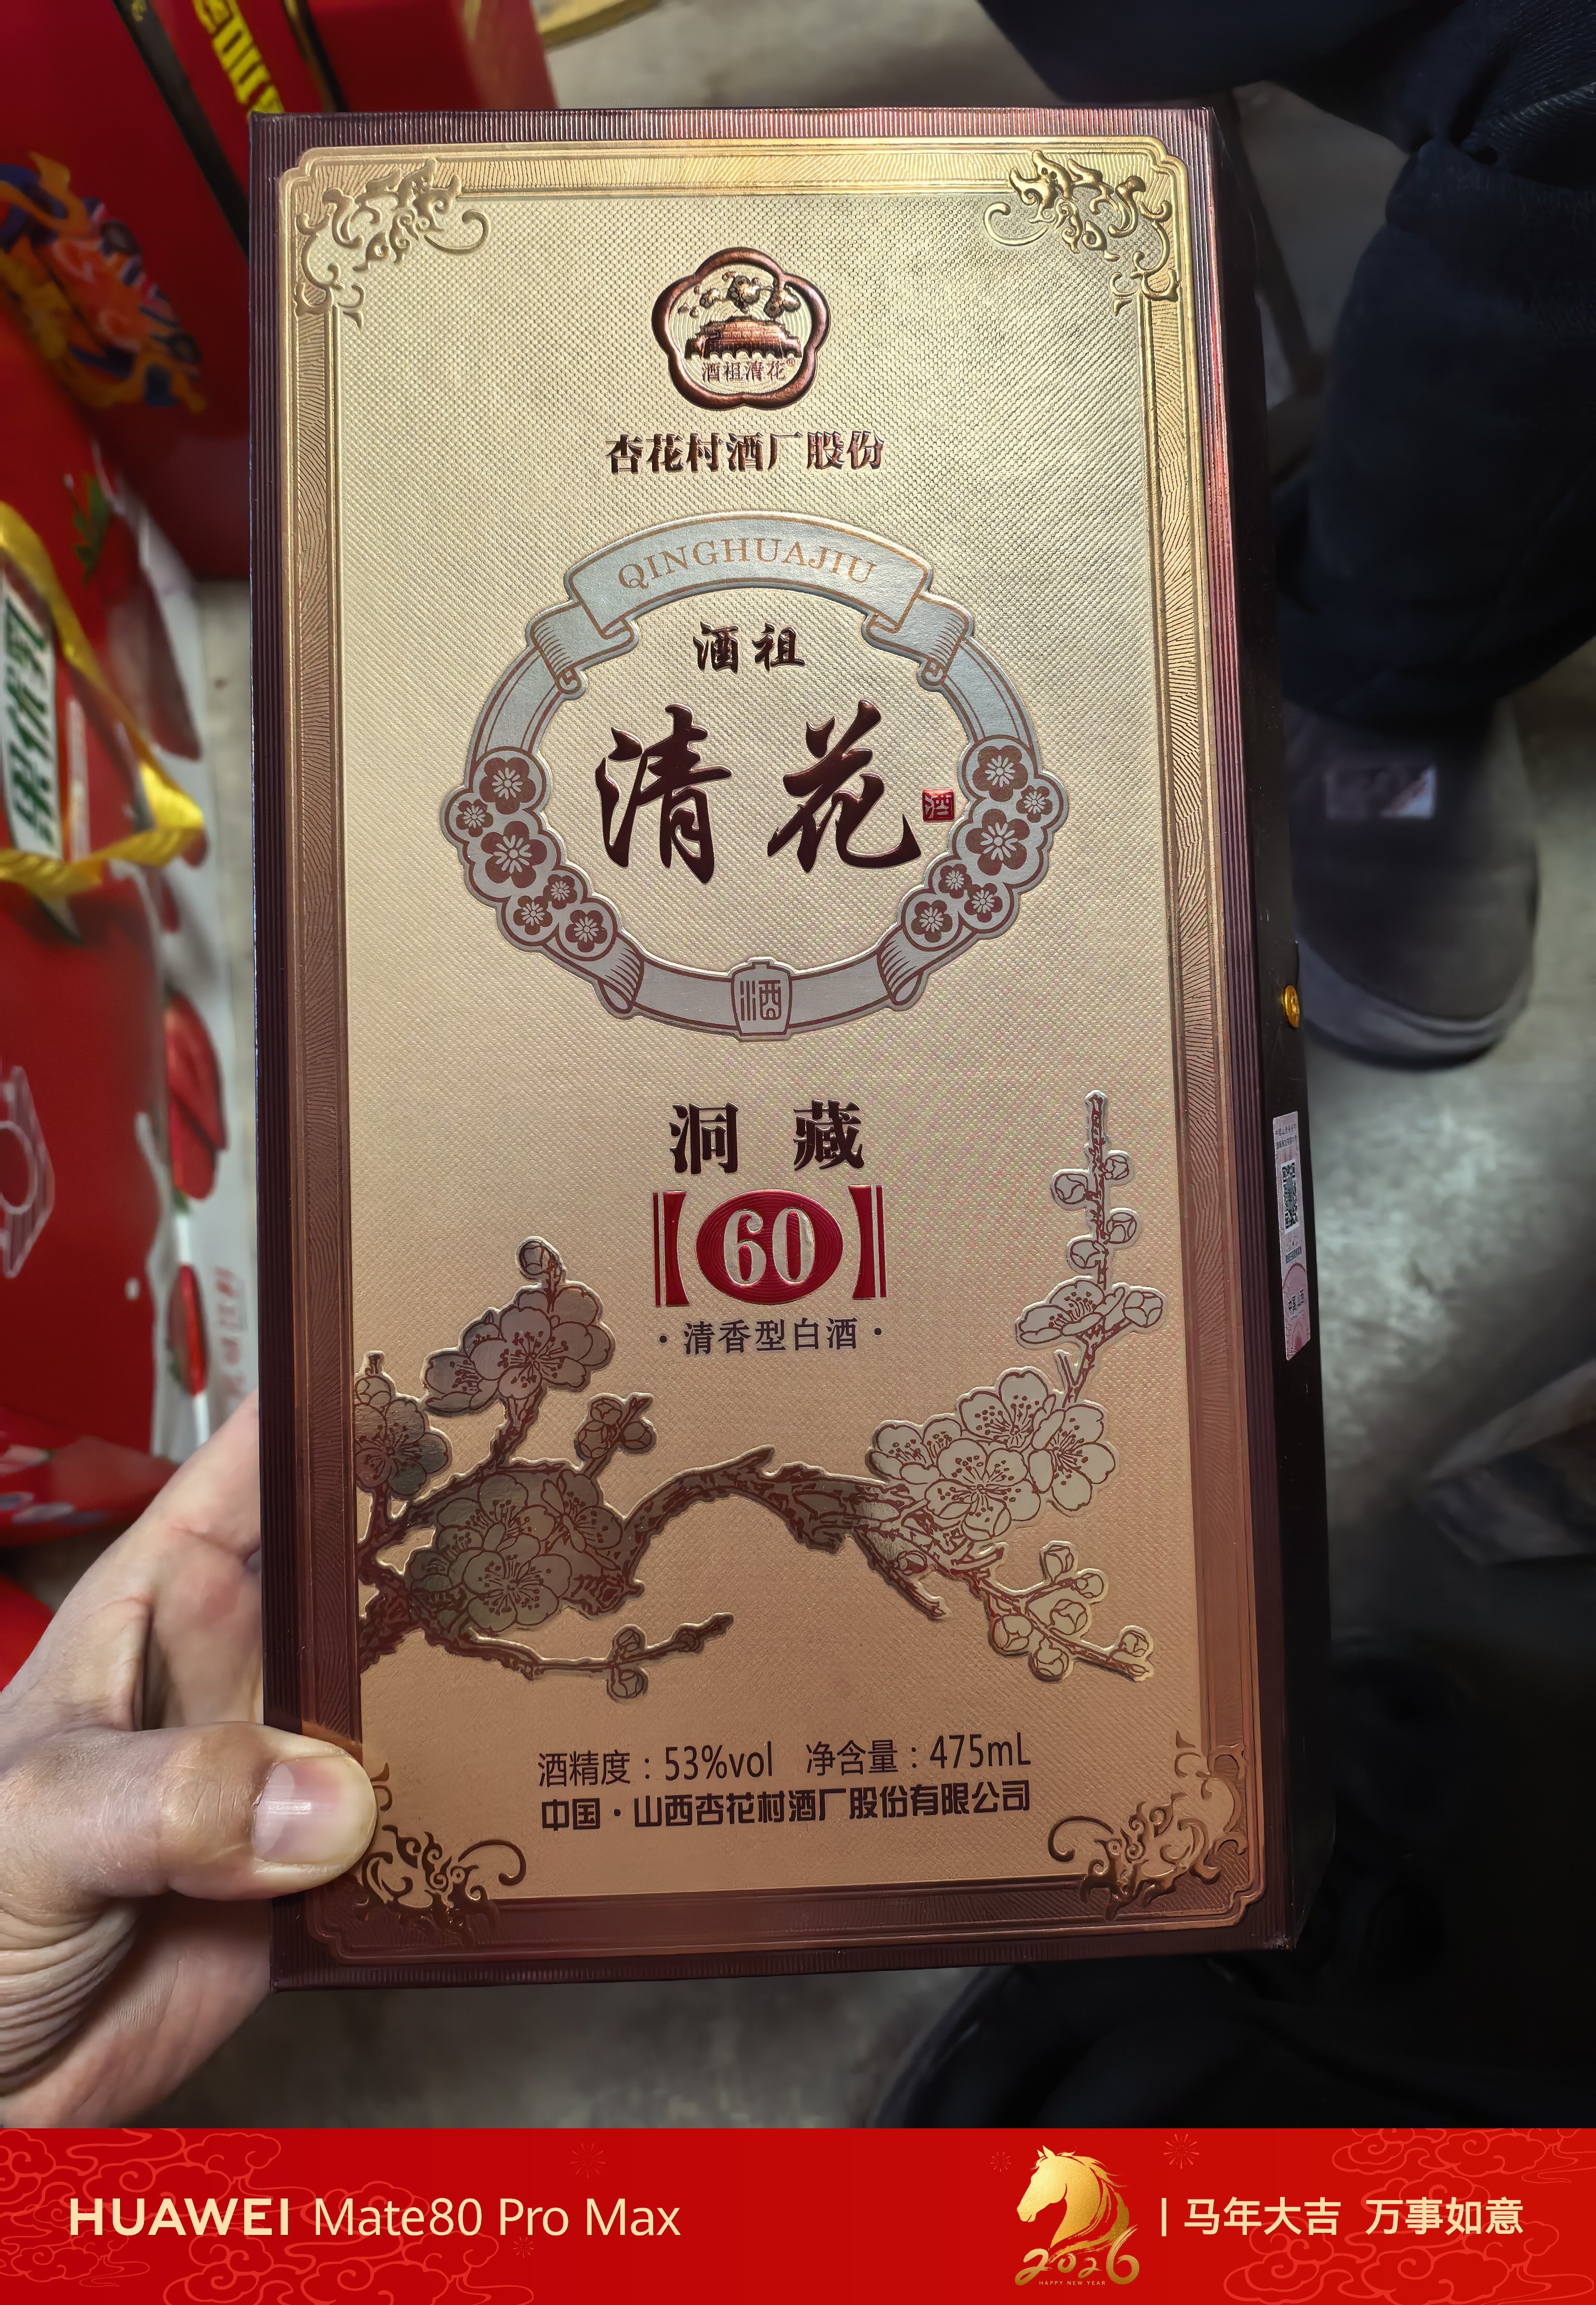 酒祖清花®
杏花村酒厂股份
QINGHUAJIU
酒祖
清花
酒
酒
洞藏
60
·清香型白酒·
酒精度：53%vol 净含量：475mL
中国·山西杏花村酒厂股份有限公司
HUAWEI Mate80 Pro Max
2026
HAPPY NEW YEAR
马年大吉 万事如意